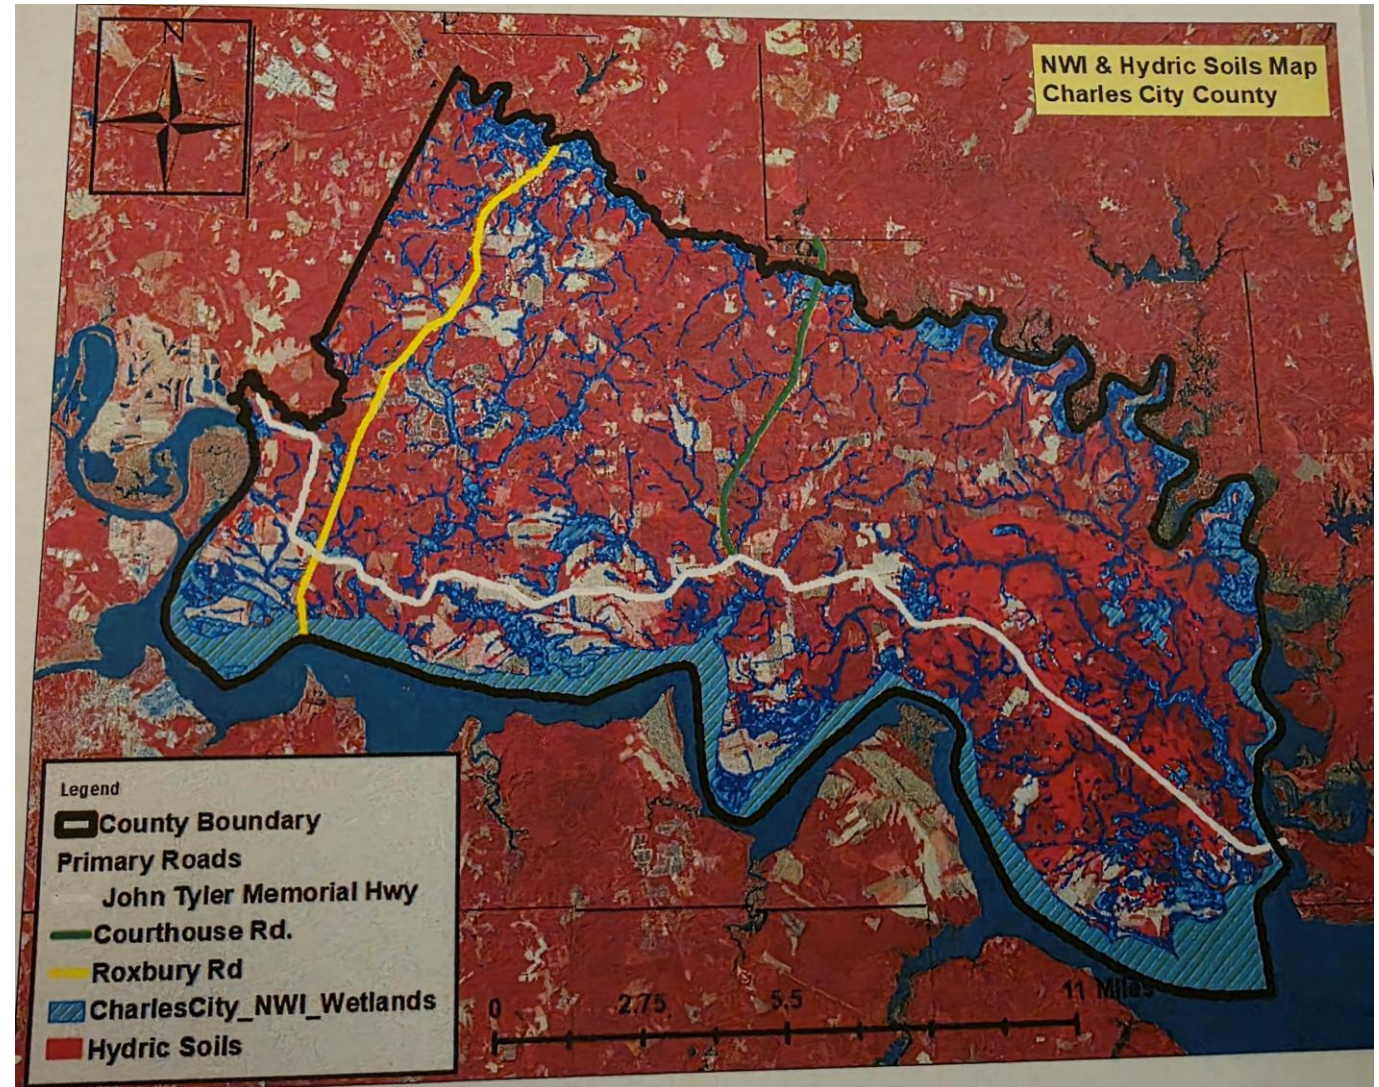 N
NWI & Hydric Soils Map
Charles City County
Legend
County Boundary
Primary Roads
John Tyler Memorial Hwy
Courthouse Rd.
Roxbury Rd
CharlesCity_NWI_Wetlands
Hydric Soils
0 2.75 5.5 11 Miles